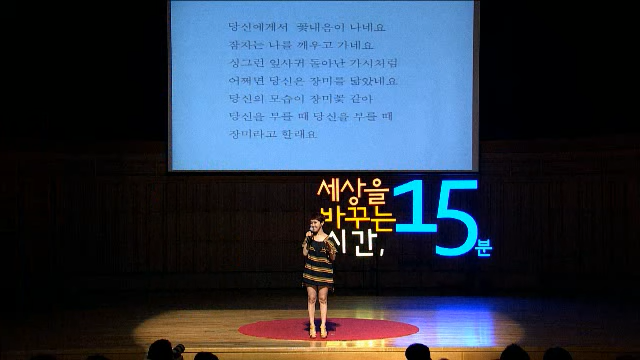 당신에게서 꽃내음이 나네요
잠자는 나를 깨우고 가네요
싱그런 잎사귀 돋아난 가시처럼
어쩌면 당신은 장미를 닮았네요
당신의 모습이 장미꽃 같아
당신을 부를 때 당신을 부를 때
장미라고 할래요
세상을
바꾸는
시간,
15분